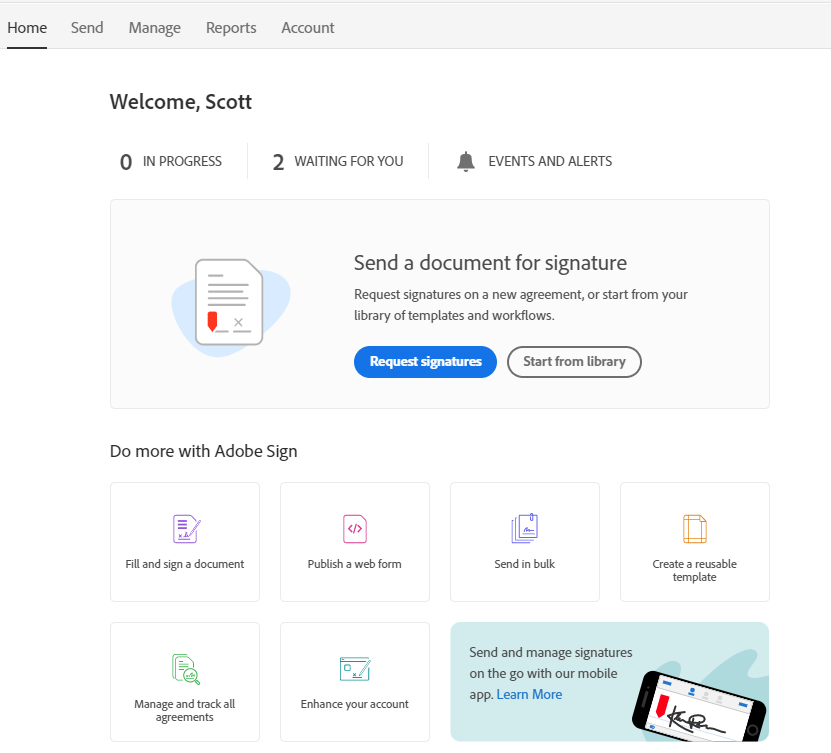 Home Send Manage Reports Account
Welcome, Scott
0 IN PROGRESS 2 WAITING FOR YOU EVENTS AND ALERTS
Send a document for signature
Request signatures on a new agreement, or start from your
library of templates and workflows.
Request signatures Start from library
Do more with Adobe Sign
Fill and sign a document
Publish a web form
Send in bulk
Create a reusable
template
Manage and track all
agreements
Enhance your account
Send and manage signatures
on the go with our mobile
app. Learn More